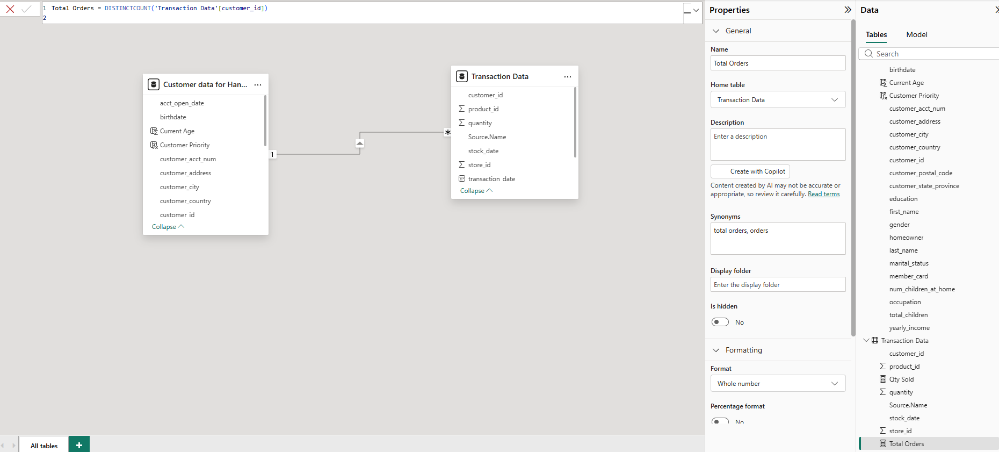 1 Total Orders = DISTINCTCOUNT('Transaction Data'[customer_id])
2
Customer data for Han... ...
acct_open_date
birthdate
Current Age
Customer Priority
customer_acct_num
customer_address
customer_city
customer_country
customer_id
Collapse
1
*
Transaction Data ...
customer_id
product_id
quantity
Source.Name
stock_date
store_id
transaction_date
Collapse
All tables
+
Properties
General
Name
Total Orders
Home table
Transaction Data
Description
Enter a description
Create with Copilot
Content created by AI may not be accurate or
appropriate, so review it carefully. Read terms
Synonyms
total orders, orders
Display folder
Enter the display folder
Is hidden
No
Formatting
Format
Whole number
Percentage format
No
Data
Tables Model
Search
birthdate
Current Age
Customer Priority
customer_acct_num
customer_address
customer_city
customer_country
customer_id
customer_postal_code
customer_state_province
education
first_name
gender
homeowner
last_name
marital_status
member_card
num_children_at_home
occupation
total_children
yearly_income
Transaction Data
customer_id
product_id
Qty Sold
quantity
Source.Name
stock_date
store_id
Total Orders